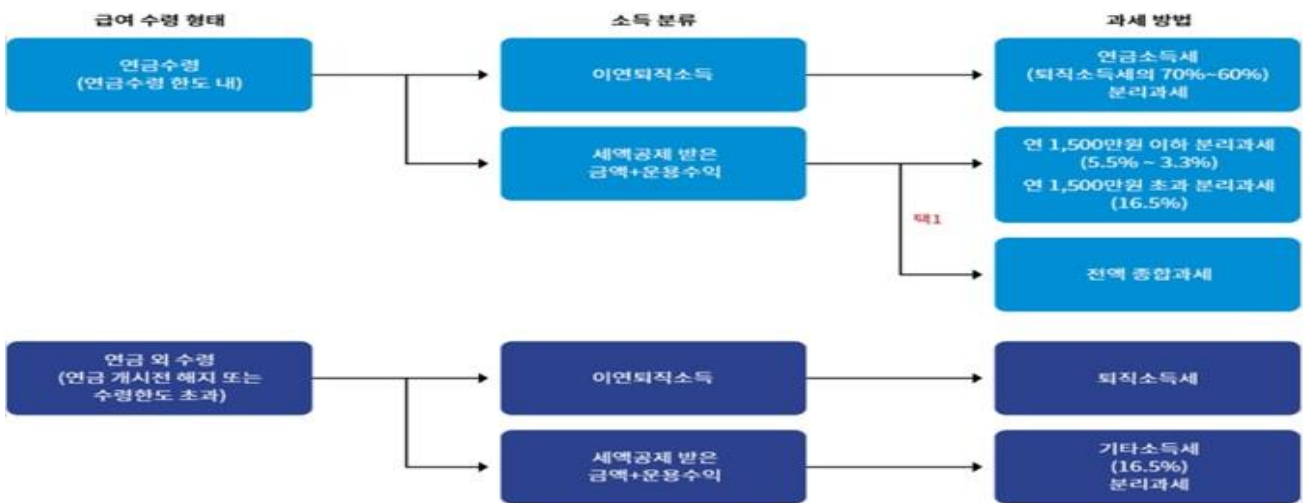 급여 수령 형태
소득 분류
과세 방법
연금수령
(연금수령 한도 내)
이연퇴직소득
연금소득세
(퇴직소득세의 70%~60%)
분리과세
세액공제 받은
금액+운용수익
연 1,500만원 이하 분리과세
(5.5% ~ 3.3%)
연 1,500만원 초과 분리과세
(16.5%)
택1
전액 종합과세
연금 외 수령
(연금 개시전 해지 또는
수령한도 초과)
이연퇴직소득
퇴직소득세
세액공제 받은
금액+운용수익
기타소득세
(16.5%)
분리과세